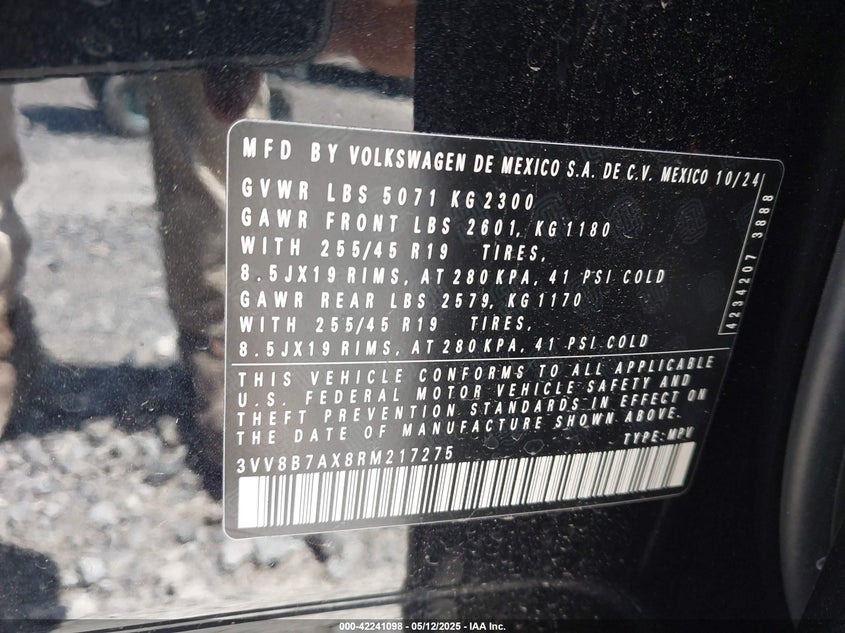 MFD BY VOLKSWAGEN DE MEXICO S.A. DE C.V. MEXICO 10/24
GVWR LBS 5071 KG 2300
GAWR FRONT LBS 2601, KG 1180
WITH 255/45 R19 TIRES,
8.5JX19 RIMS, AT 280 KPA, 41 PSI COLD
GAWR REAR LBS 2579, KG 1170
WITH 255/45 R19 TIRES,
8.5JX19 RIMS, AT 280 KPA, 41 PSI COLD
4234207 3888
THIS VEHICLE CONFORMS TO ALL APPLICABLE
U.S. FEDERAL MOTOR VEHICLE SAFETY AND
THEFT PREVENTION STANDARDS IN EFFECT ON
THE DATE OF MANUFACTURE SHOWN ABOVE.
TYPE: MPV
3VV8B7AX8RM217275
000-42241098 - 05/12/2025 - IAA Inc.